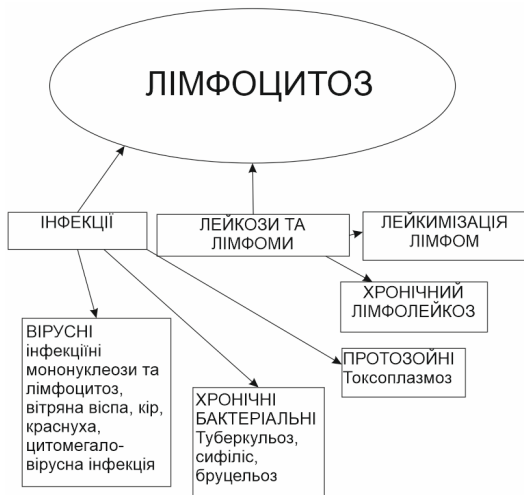 ЛІМФОЦИТОЗ
ІНФЕКЦІЇ
ЛЕЙКОЗИ ТА
ЛІМФОМИ
ЛЕЙКИМІЗАЦІЯ
ЛІМФОМ
ХРОНІЧНИЙ
ЛІМФОЛЕЙКОЗ
ВІРУСНІ
інфекціїні
мононуклеози та
лімфоцитоз,
вітряна віспа, кір,
краснуха,
цитомегало-
вірусна інфекція
ХРОНІЧНІ
БАКТЕРІАЛЬНІ
Туберкульоз,
сифіліс,
бруцельоз
ПРОТОЗОЙНІ
Токсоплазмоз